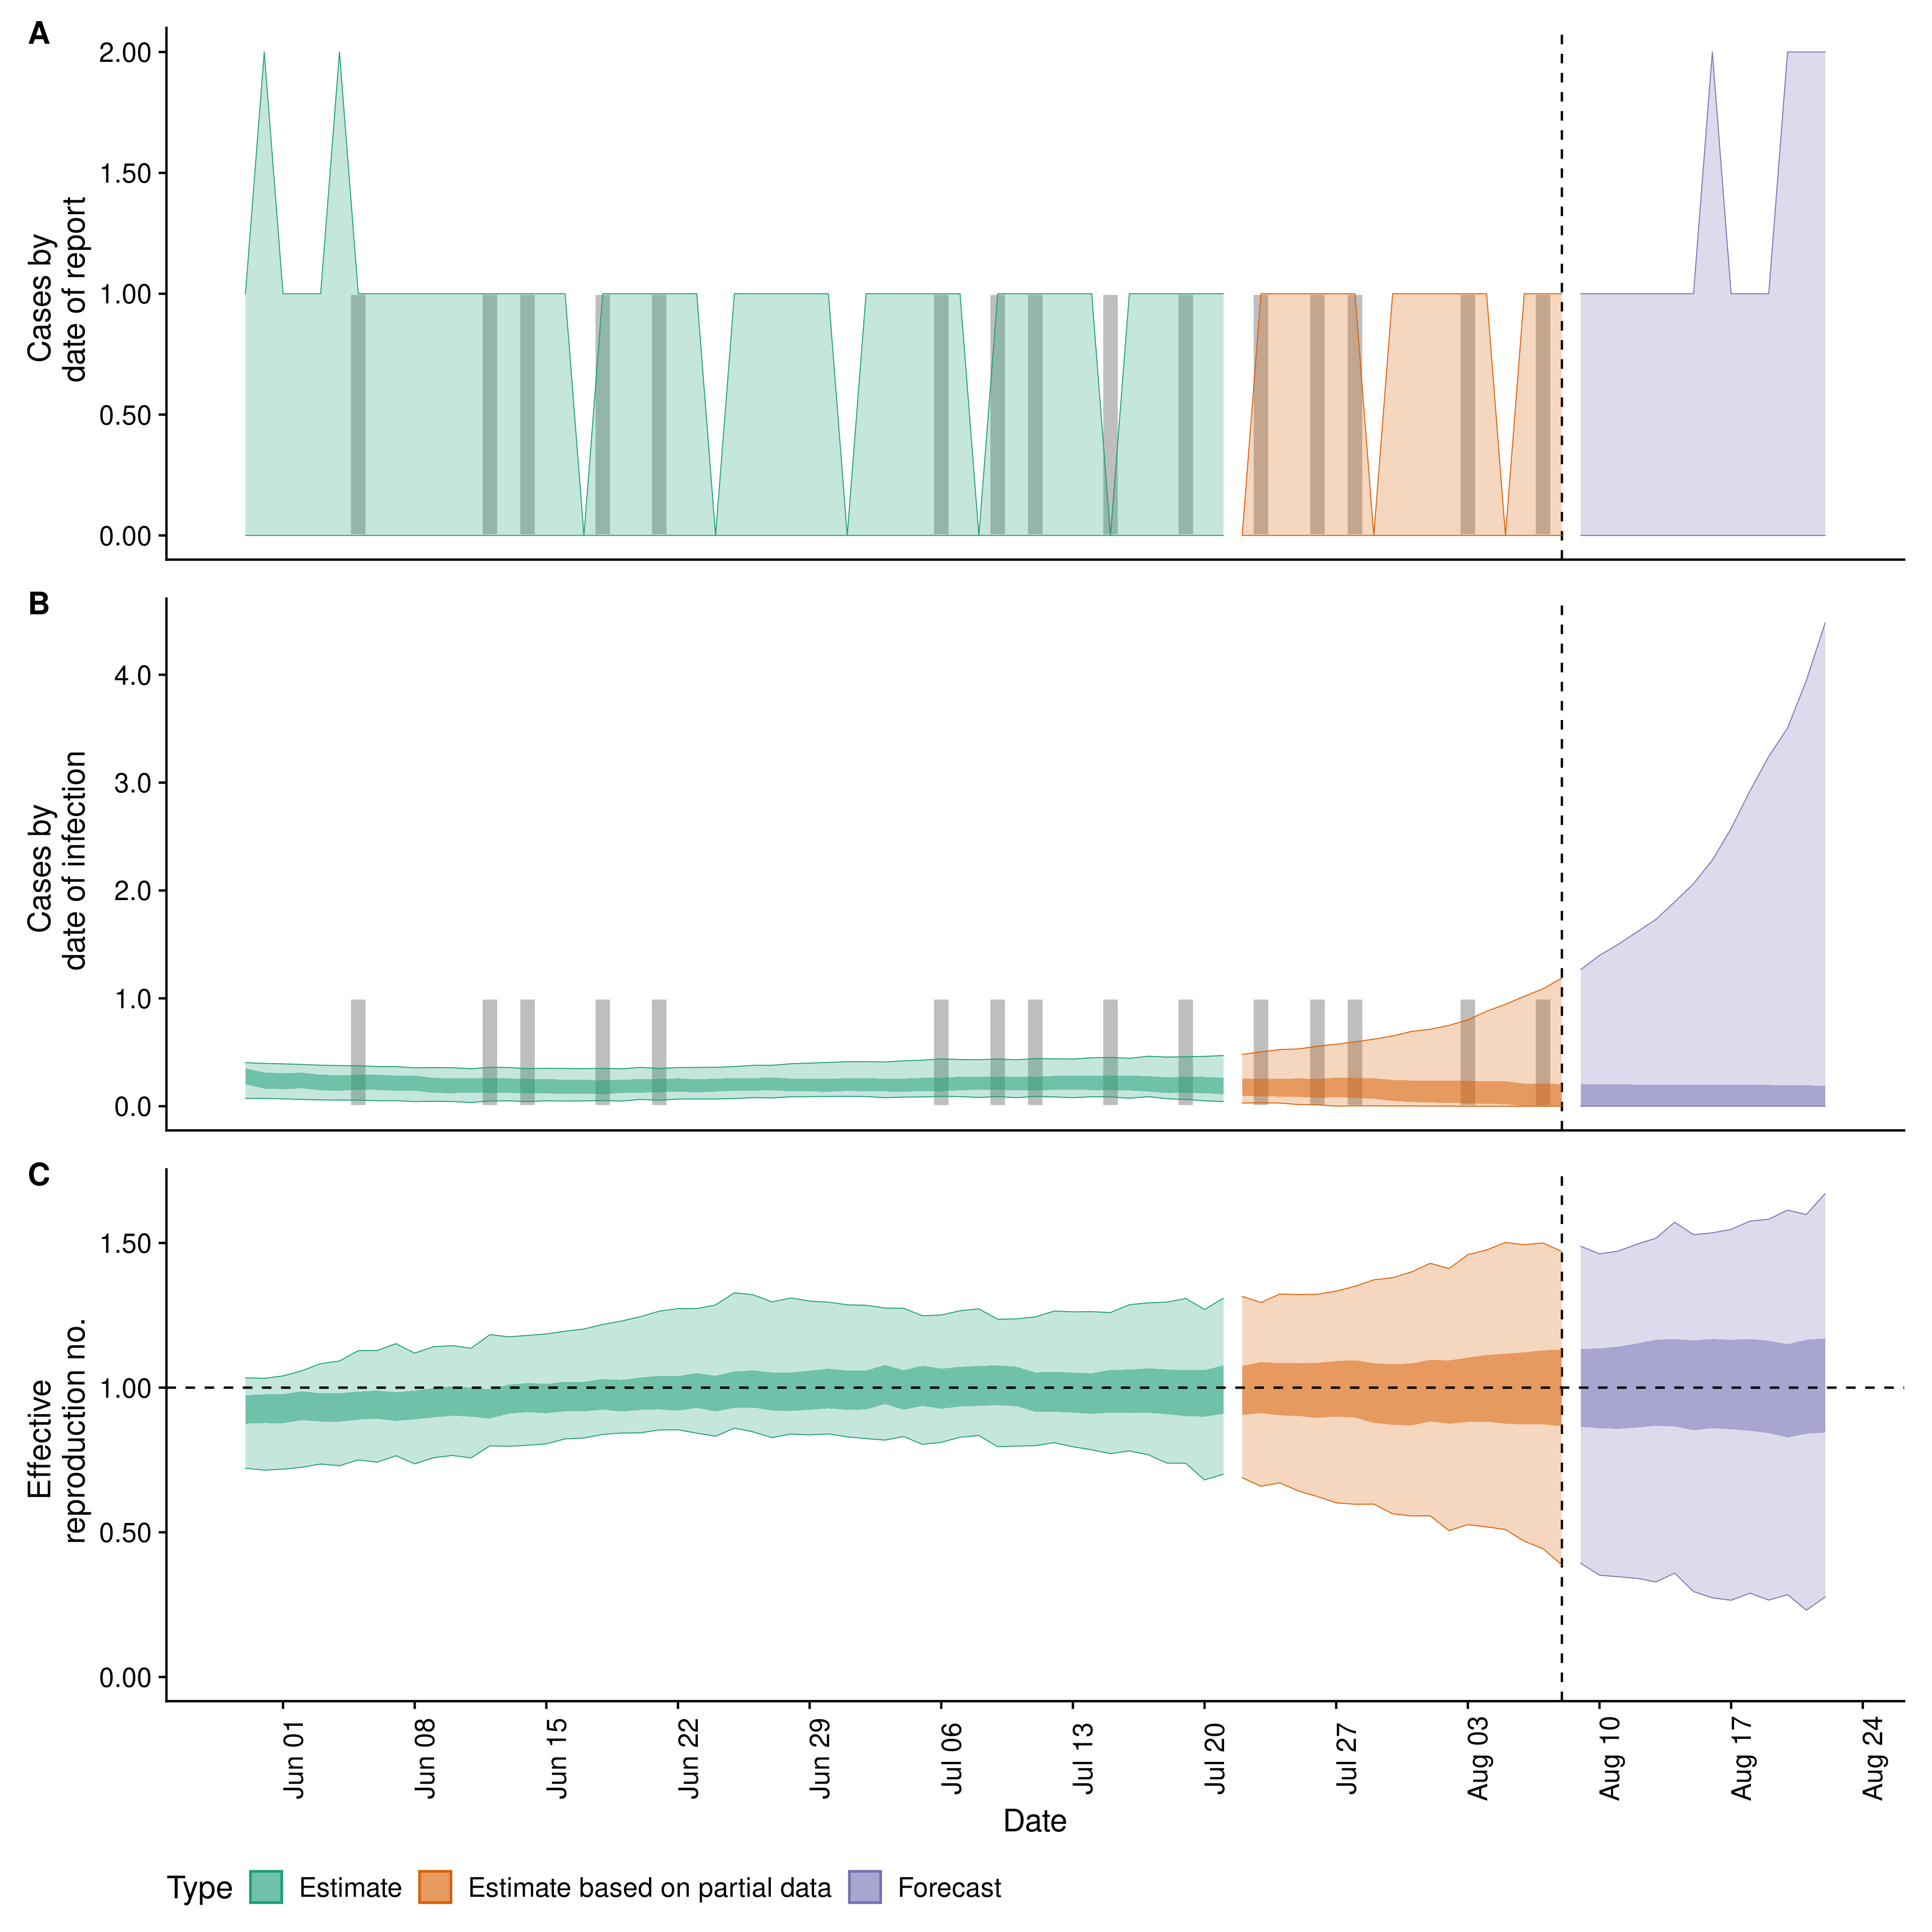 A
Cases by
date of report
2.00
1.50
1.00
0.50
0.00
B
Cases by
date of infection
4.0
3.0
2.0
1.0
0.0
C
Effective
reproduction no.
1.50
1.00
0.50
0.00
Jun 01
Jun 08
Jun 15
Jun 22
Jun 29
Jul 06
Jul 13
Jul 20
Jul 27
Aug 03
Aug 10
Aug 17
Aug 24
Date
Type Estimate Estimate based on partial data Forecast